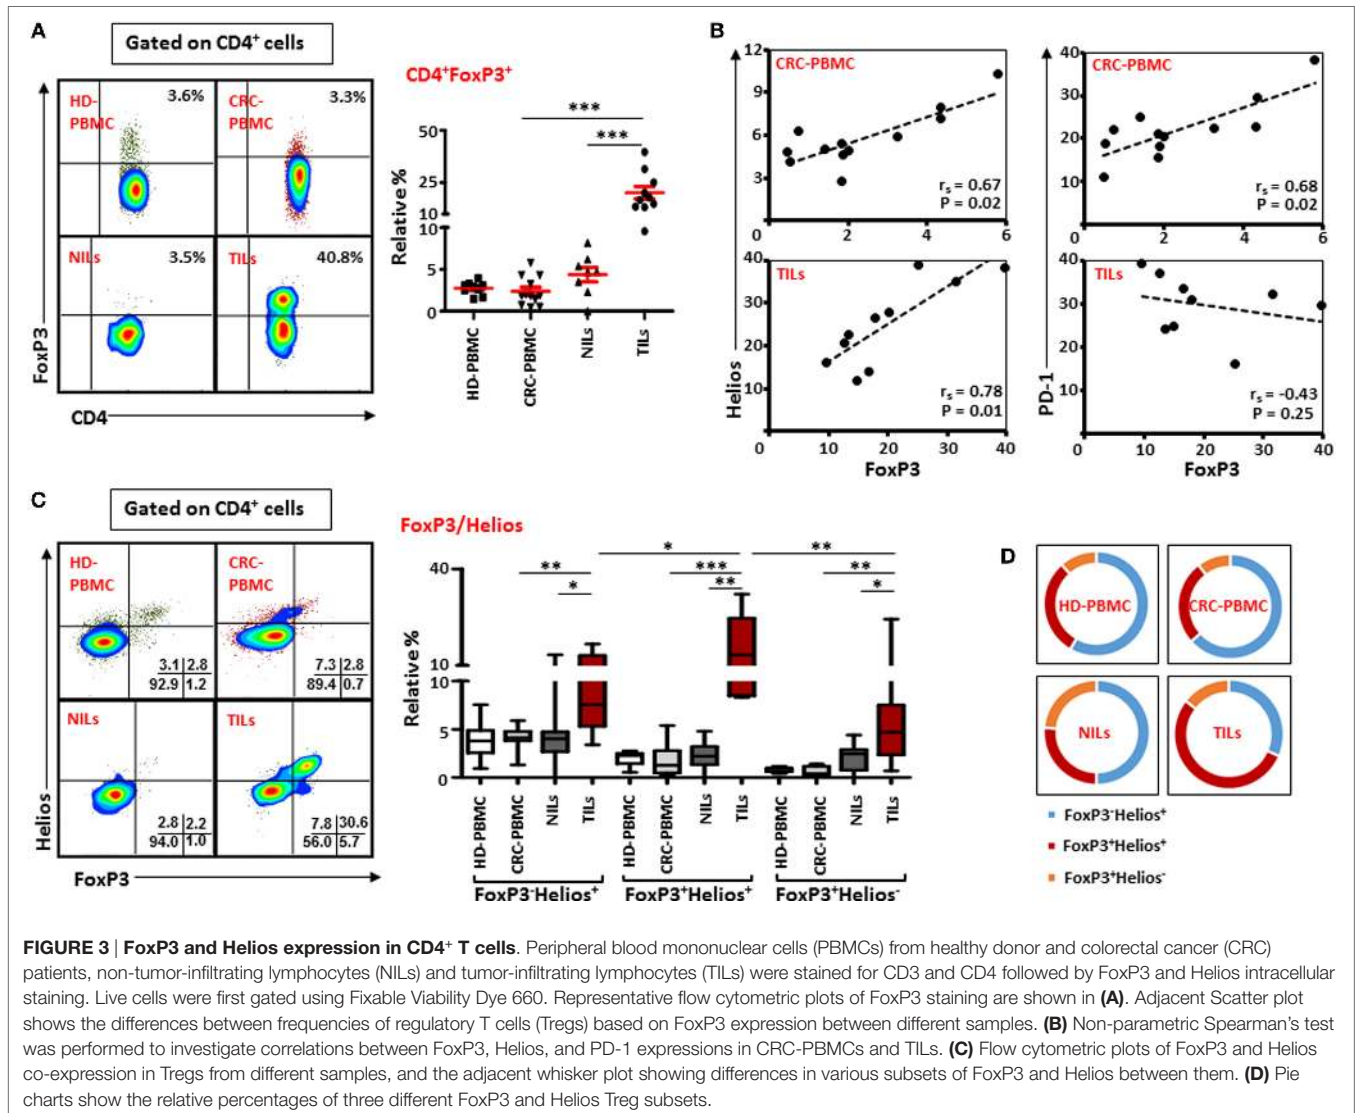 A
Gated on CD4⁺ cells
HD-
PBMC
3.6%
CRC-
PBMC
3.3%
NILs
3.5%
TILs
40.8%
FoxP3
CD4
CD4⁺FoxP3⁺
***
***
50
25
10
10
5
0
Relative %
HD-PBMC
CRC-PBMC
NILs
TILs
B
12
9
6
3
0
CRC-PBMC
rₛ = 0.67
P = 0.02
0 2 4 6
40
30
20
10
CRC-PBMC
rₛ = 0.68
P = 0.02
0 2 4 6
40
30
20
10
0
TILs
rₛ = 0.78
P = 0.01
0 10 20 30 40
Helios
FoxP3
40
30
20
10
0
TILs
rₛ = -0.43
P = 0.25
0 10 20 30 40
PD-1
FoxP3
C
Gated on CD4⁺ cells
HD-
PBMC
3.1 2.8
92.9 1.2
CRC-
PBMC
7.3 2.8
89.4 0.7
NILs
2.8 2.2
94.0 1.0
TILs
7.8 30.6
56.0 5.7
Helios
FoxP3
FoxP3/Helios
* **
** *** **
* ** *
40
10
10
5
0
Relative %
HD-PBMC
CRC-PBMC
NILs
TILs
HD-PBMC
CRC-PBMC
NILs
TILs
HD-PBMC
CRC-PBMC
NILs
TILs
FoxP3⁻Helios⁺
FoxP3⁺Helios⁺
FoxP3⁺Helios⁻
D
HD-PBMC
CRC-PBMC
NILs
TILs
FoxP3⁻Helios⁺
FoxP3⁺Helios⁺
FoxP3⁺Helios⁻
FIGURE 3 | FoxP3 and Helios expression in CD4⁺ T cells. Peripheral blood mononuclear cells (PBMCs) from healthy donor and colorectal cancer (CRC)
patients, non-tumor-infiltrating lymphocytes (NILs) and tumor-infiltrating lymphocytes (TILs) were stained for CD3 and CD4 followed by FoxP3 and Helios intracellular
staining. Live cells were first gated using Fixable Viability Dye 660. Representative flow cytometric plots of FoxP3 staining are shown in (A). Adjacent Scatter plot
shows the differences between frequencies of regulatory T cells (Tregs) based on FoxP3 expression between different samples. (B) Non-parametric Spearman's test
was performed to investigate correlations between FoxP3, Helios, and PD-1 expressions in CRC-PBMCs and TILs. (C) Flow cytometric plots of FoxP3 and Helios
co-expression in Tregs from different samples, and the adjacent whisker plot showing differences in various subsets of FoxP3 and Helios between them. (D) Pie
charts show the relative percentages of three different FoxP3 and Helios Treg subsets.